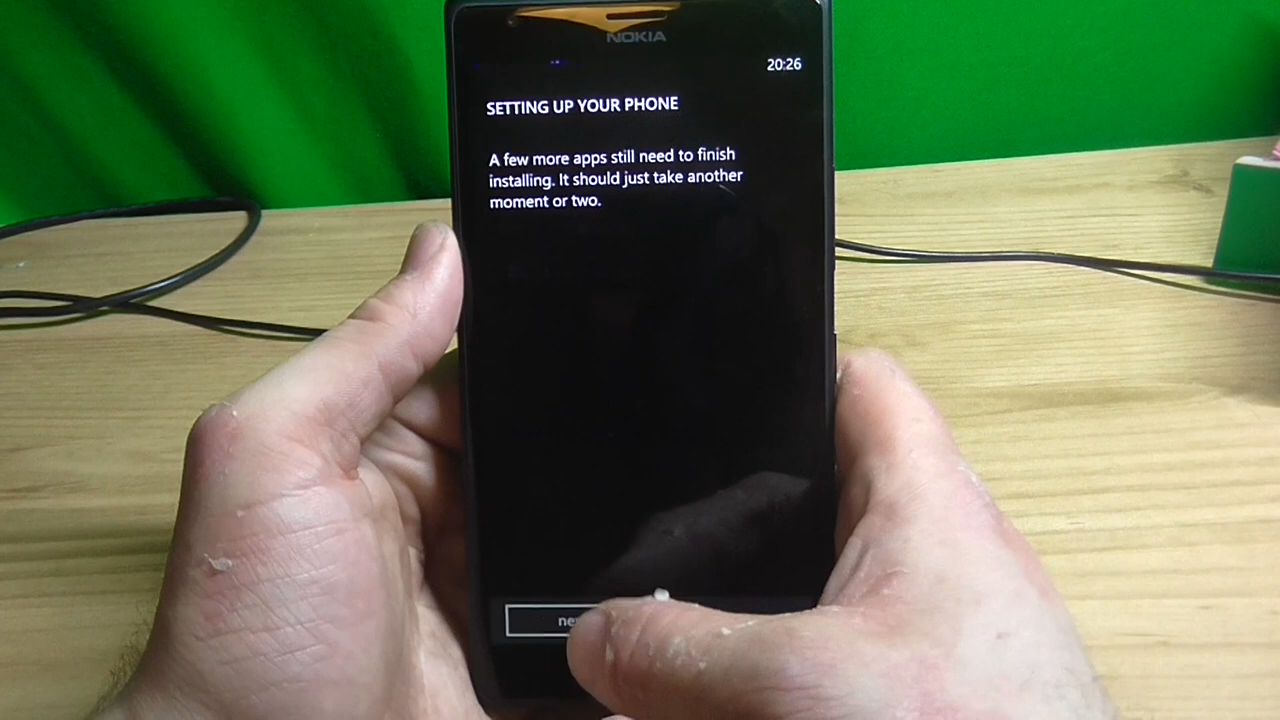 NOKIA
20:26
SETTING UP YOUR PHONE
A few more apps still need to finish
installing. It should just take another
moment or two.